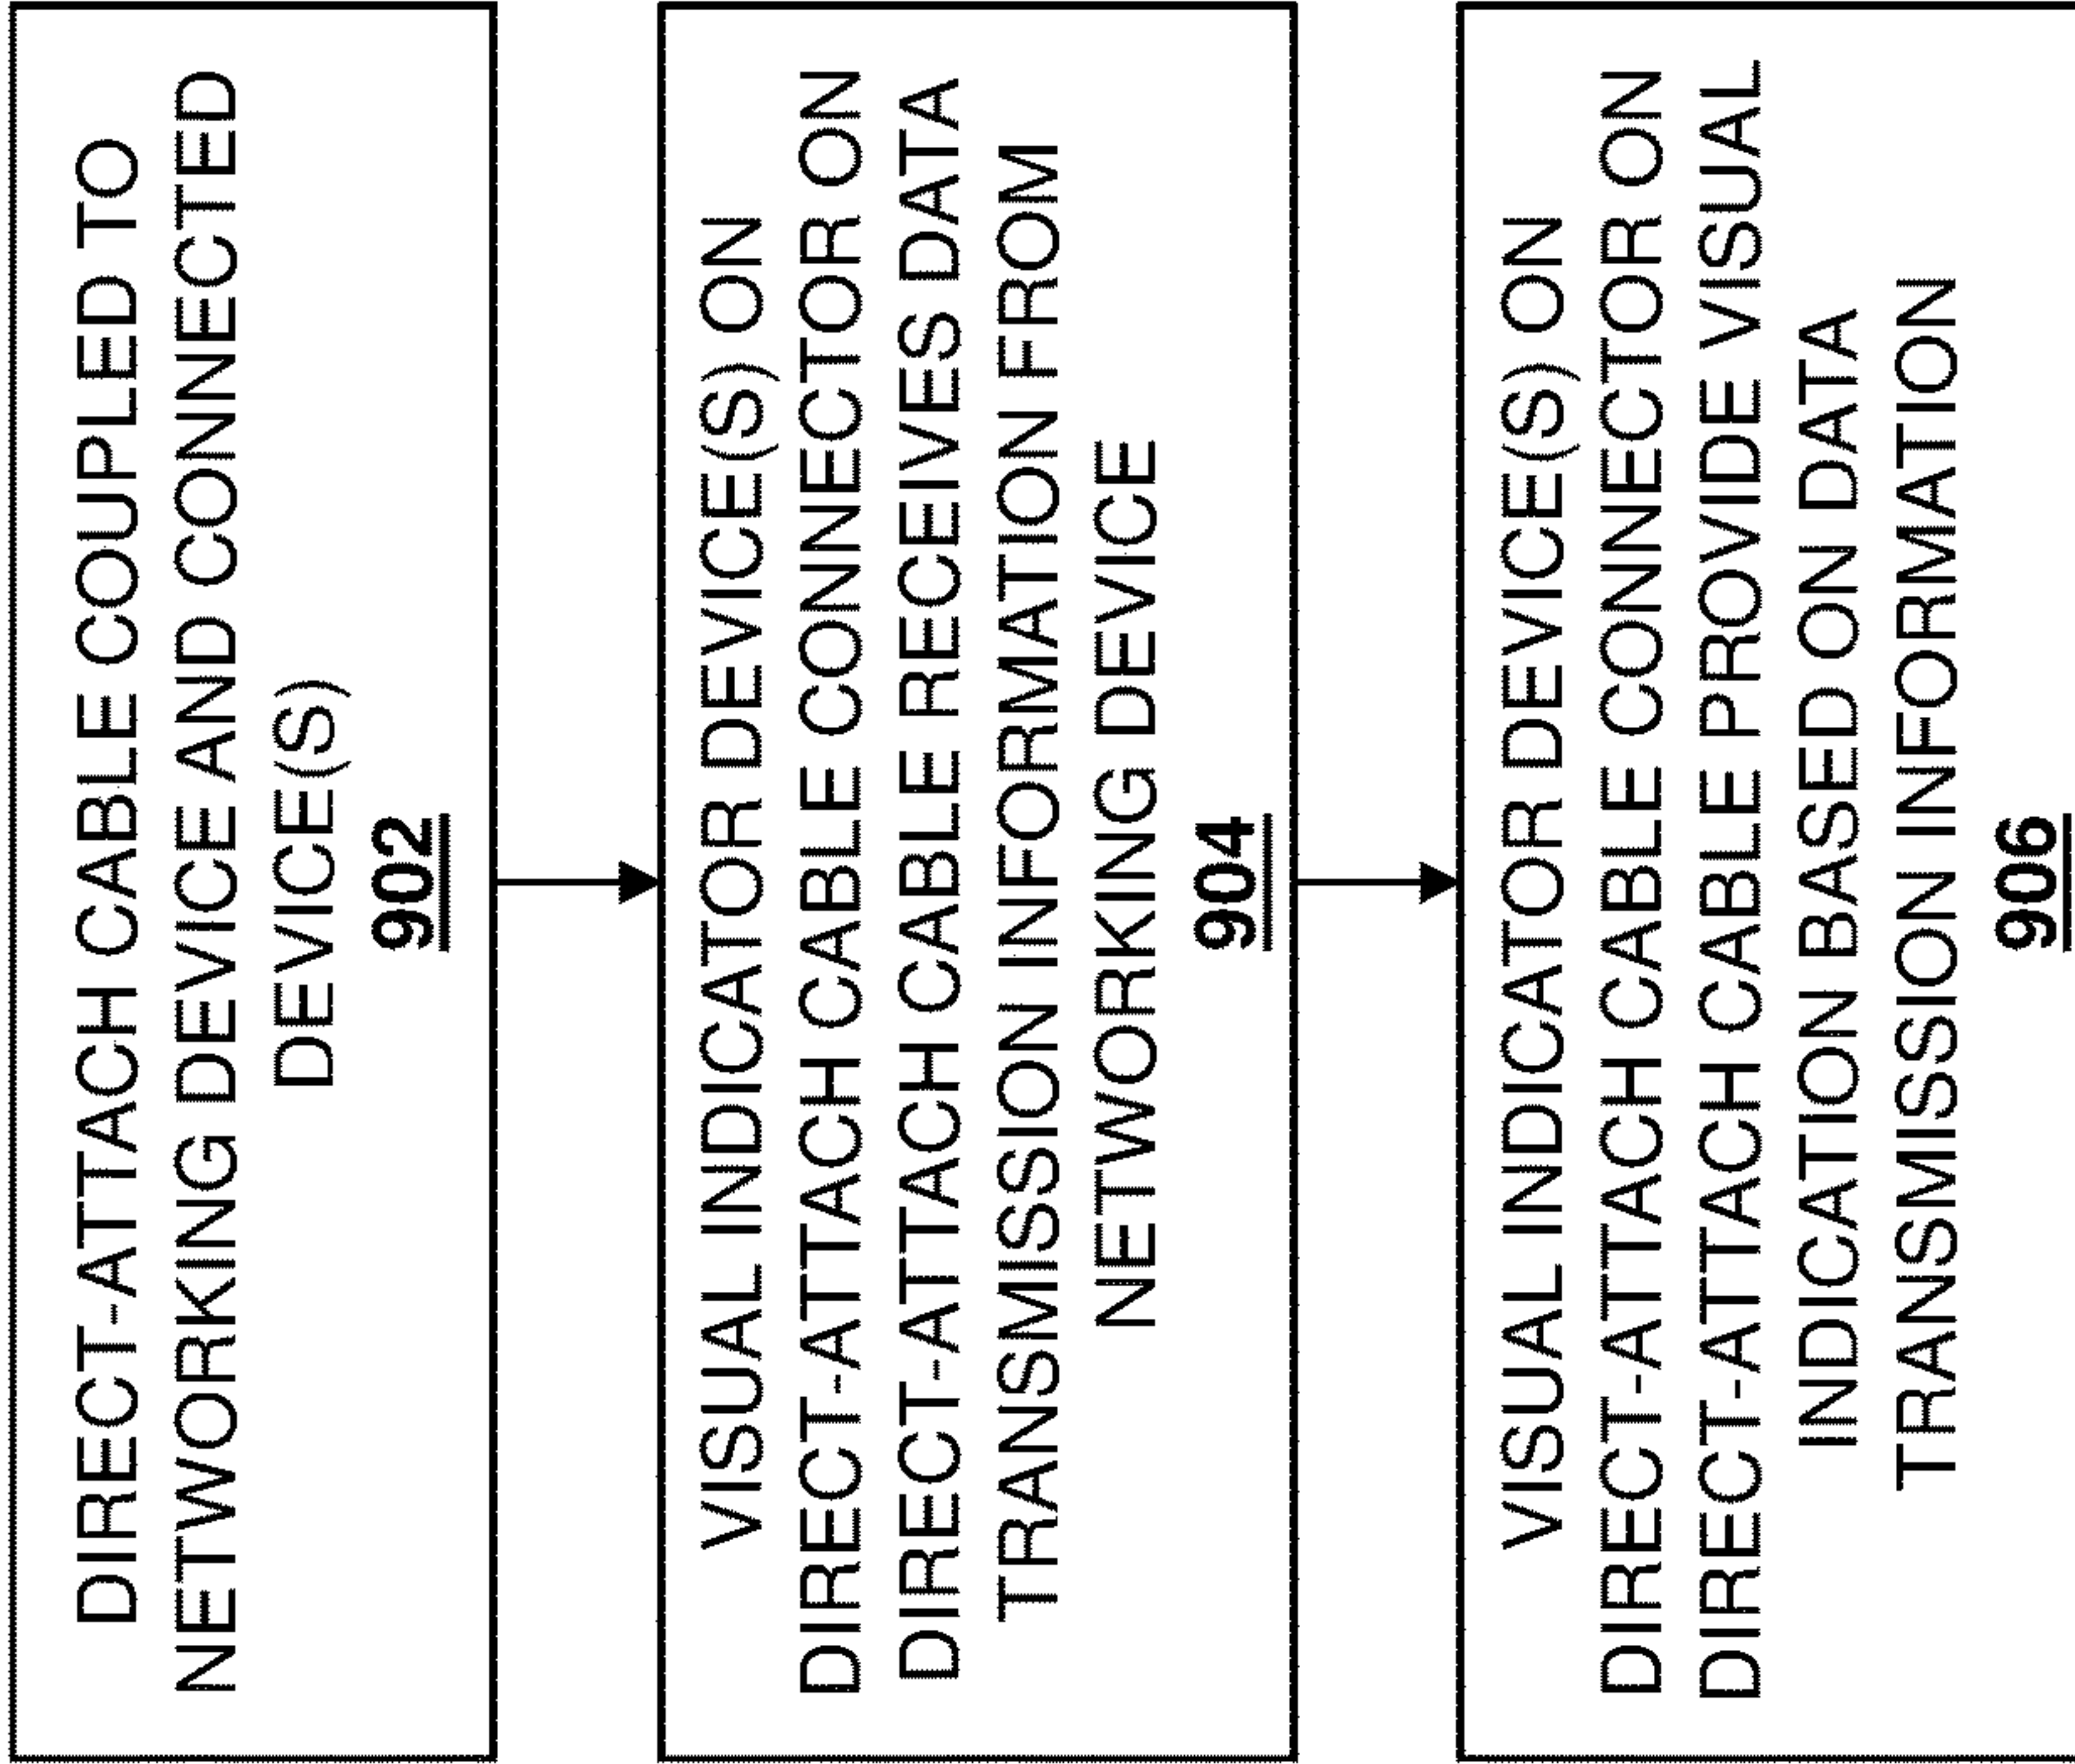 DIRECT-ATTACH CABLE COUPLED TO
NETWORKING DEVICE AND CONNECTED
DEVICE(S)
902
VISUAL INDICATOR DEVICE(S) ON
DIRECT-ATTACH CABLE CONNECTOR ON
DIRECT-ATTACH CABLE RECEIVES DATA
TRANSMISSION INFORMATION FROM
NETWORKING DEVICE
904
VISUAL INDICATOR DEVICE(S) ON
DIRECT-ATTACH CABLE CONNECTOR ON
DIRECT-ATTACH CABLE PROVIDE VISUAL
INDICATION BASED ON DATA
TRANSMISSION INFORMATION
906